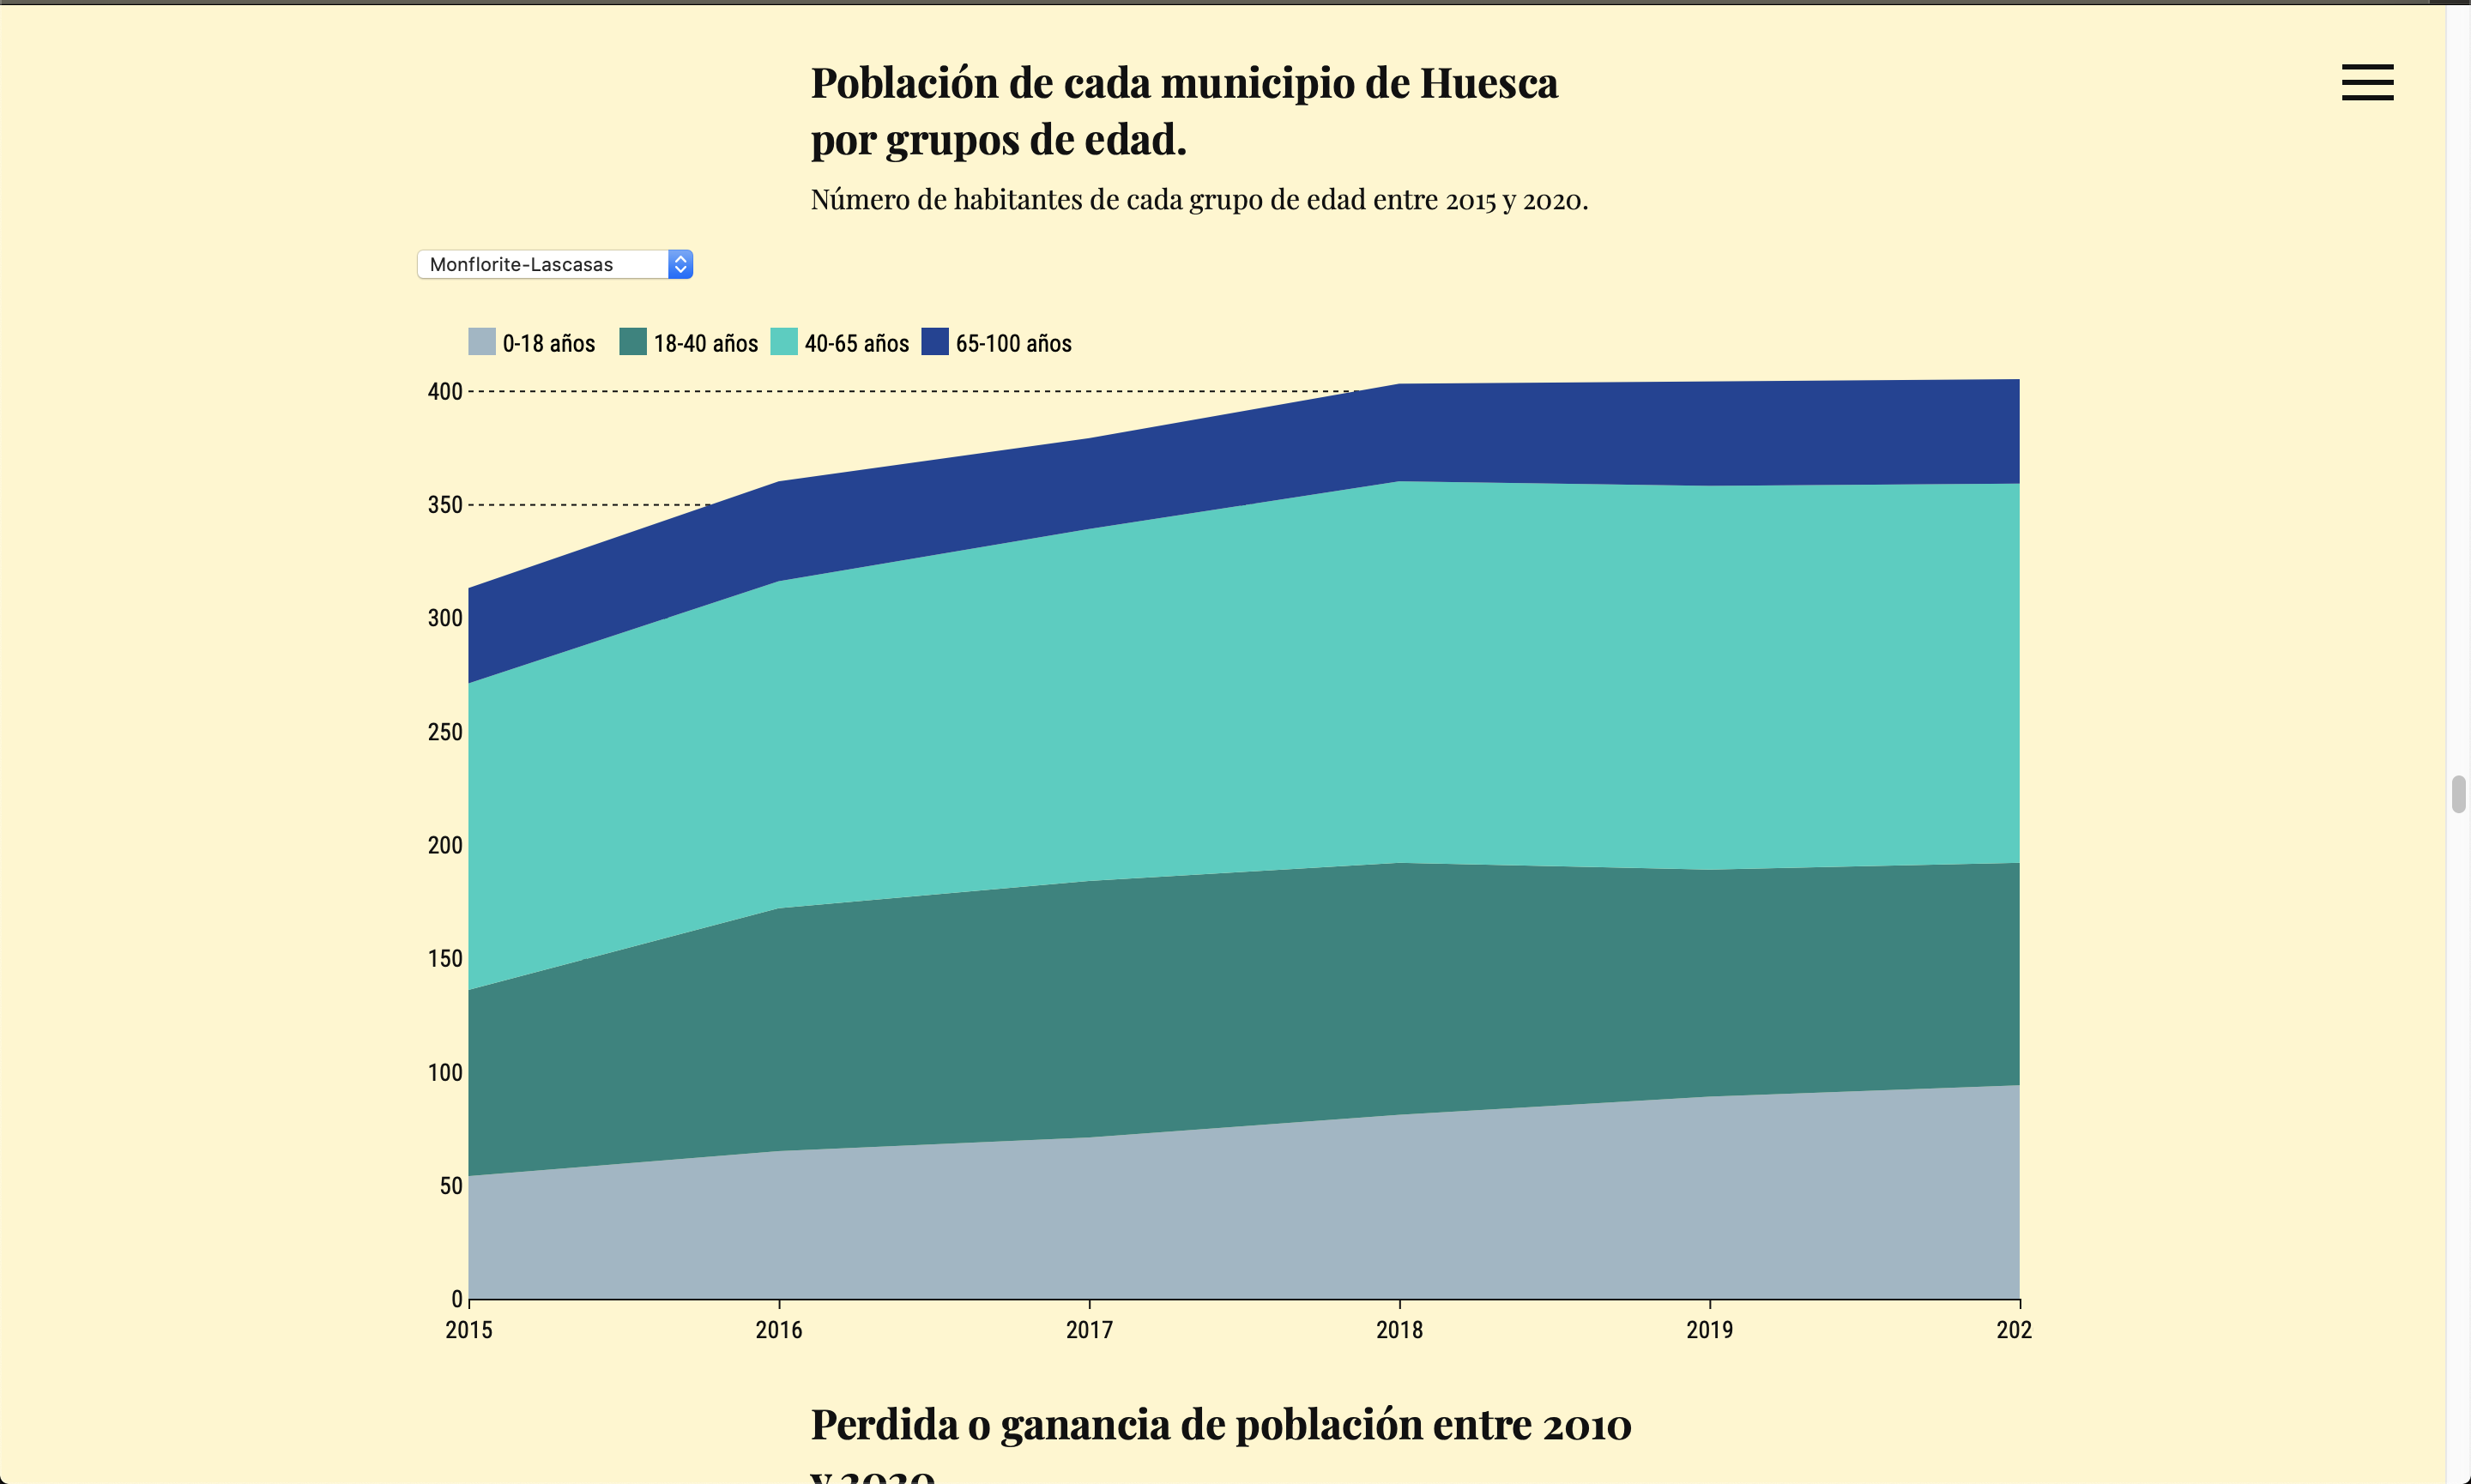 Población de cada municipio de Huesca
por grupos de edad.
Número de habitantes de cada grupo de edad entre 2015 y 2020.
Monflorite-Lascasas
0-18 años 18-40 años 40-65 años 65-100 años
400
350
300
250
200
150
100
50
0
2015 2016 2017 2018 2019 202
Perdida o ganancia de población entre 2010
y 2020